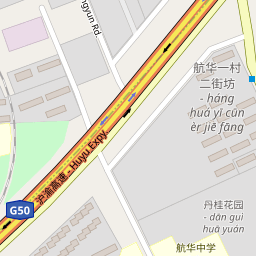 ngyun Rd.
航华一村
二街坊
- háng
huá yī cūn
èr jiē fāng
沪渝高速 - Huyu Expy
G50
丹桂花园
- dān guì
huā yuán
航华中学